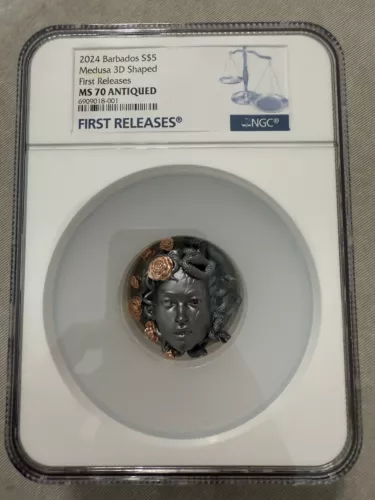 2024 Barbados S$5
Medusa 3D Shaped
First Releases
MS 70 ANTIQUED
6909018-001
FIRST RELEASES®
NGC®